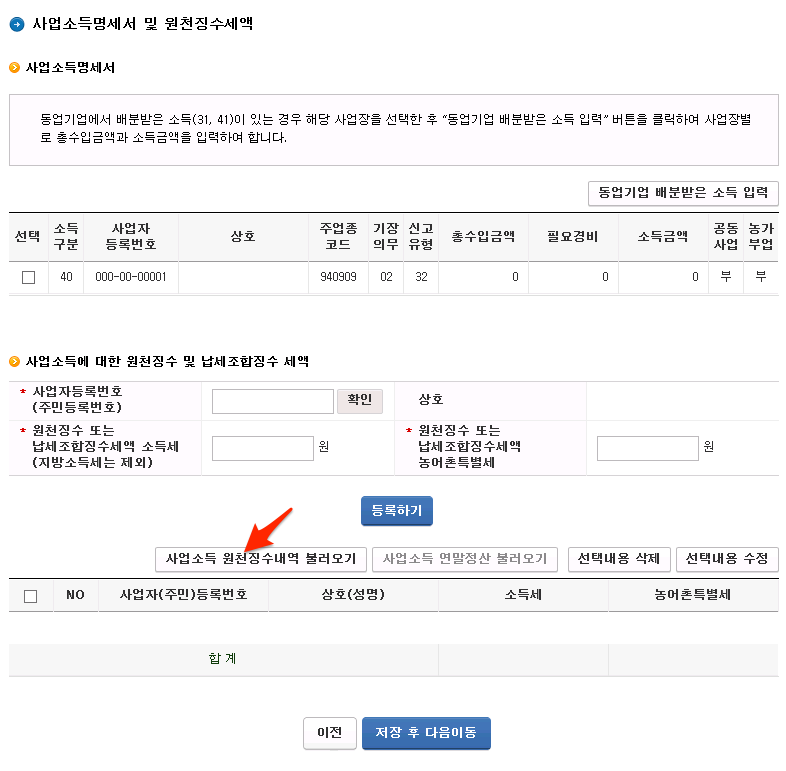 사업소득명세서 및 원천징수세액
사업소득명세서
동업기업에서 배분받은 소득(31, 41)이 있는 경우 해당 사업장을 선택한 후 “동업기업 배분받은 소득 입력” 버튼을 클릭하여 사업장별
로 총수입금액과 소득금액을 입력하여 합니다.
동업기업 배분받은 소득 입력
선택 소득 구분 사업자 등록번호 상호 주업종 코드 기장 의무 신고 유형 총수입금액 필요경비 소득금액 공동 사업 농가 부업
40 000-00-00001 940909 02 32 0 0 0 부 부
사업소득에 대한 원천징수 및 납세조합징수 세액
* 사업자등록번호
(주민등록번호)
확인
상호
* 원천징수 또는
납세조합징수세액 소득세
(지방소득세는 제외)
원
* 원천징수 또는
납세조합징수세액
농어촌특별세
원
등록하기
사업소득 원천징수내역 불러오기 사업소득 연말정산 불러오기 선택내용 삭제 선택내용 수정
NO 사업자(주민)등록번호 상호(성명) 소득세 농어촌특별세
합 계
이전 저장 후 다음이동